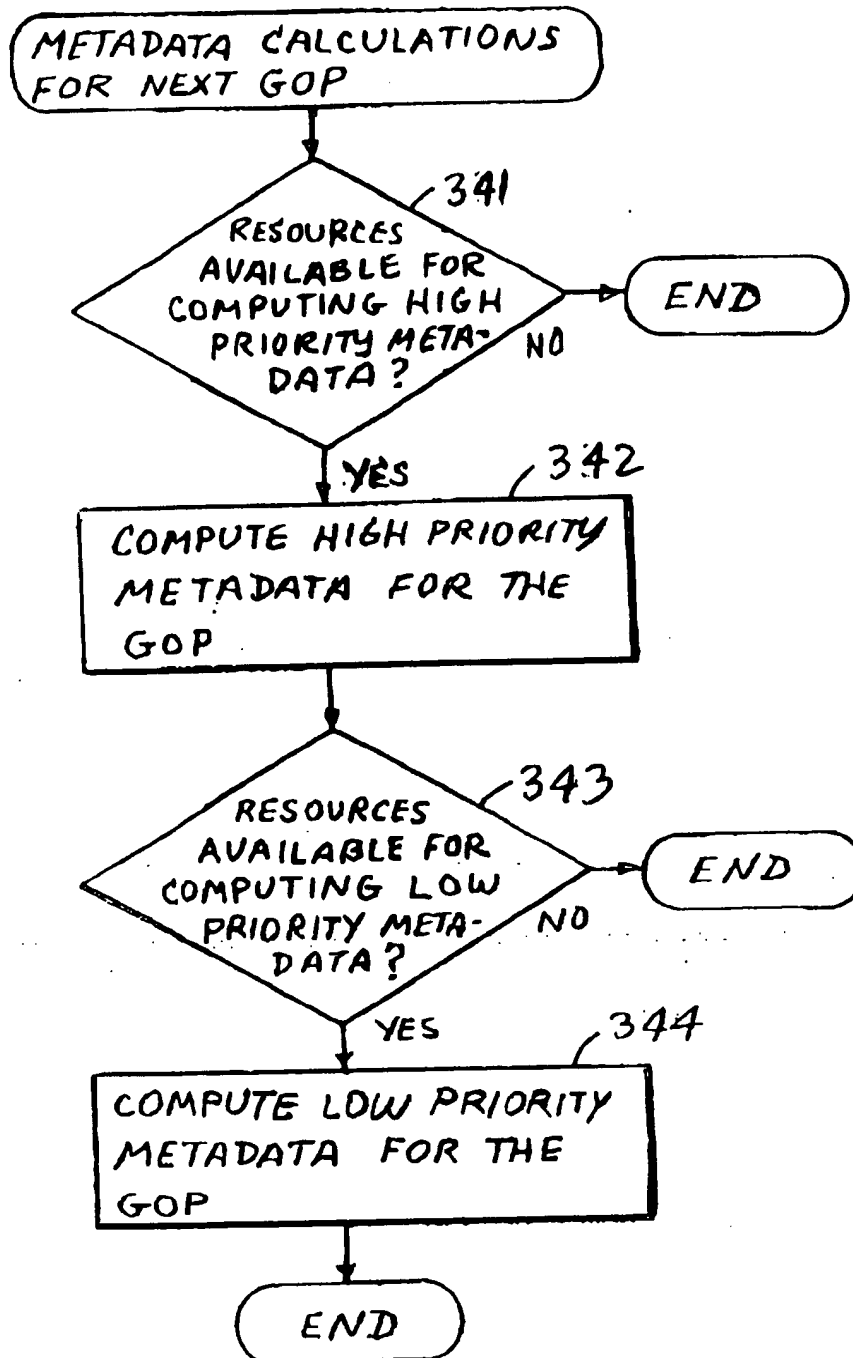 METADATA CALCULATIONS
FOR NEXT GOP
341
RESOURCES
AVAILABLE FOR
COMPUTING HIGH
PRIORITY META-
DATA?
NO
END
YES
342
COMPUTE HIGH PRIORITY
METADATA FOR THE
GOP
343
RESOURCES
AVAILABLE FOR
COMPUTING LOW
PRIORITY META-
DATA?
NO
END
YES
344
COMPUTE LOW PRIORITY
METADATA FOR THE
GOP
END